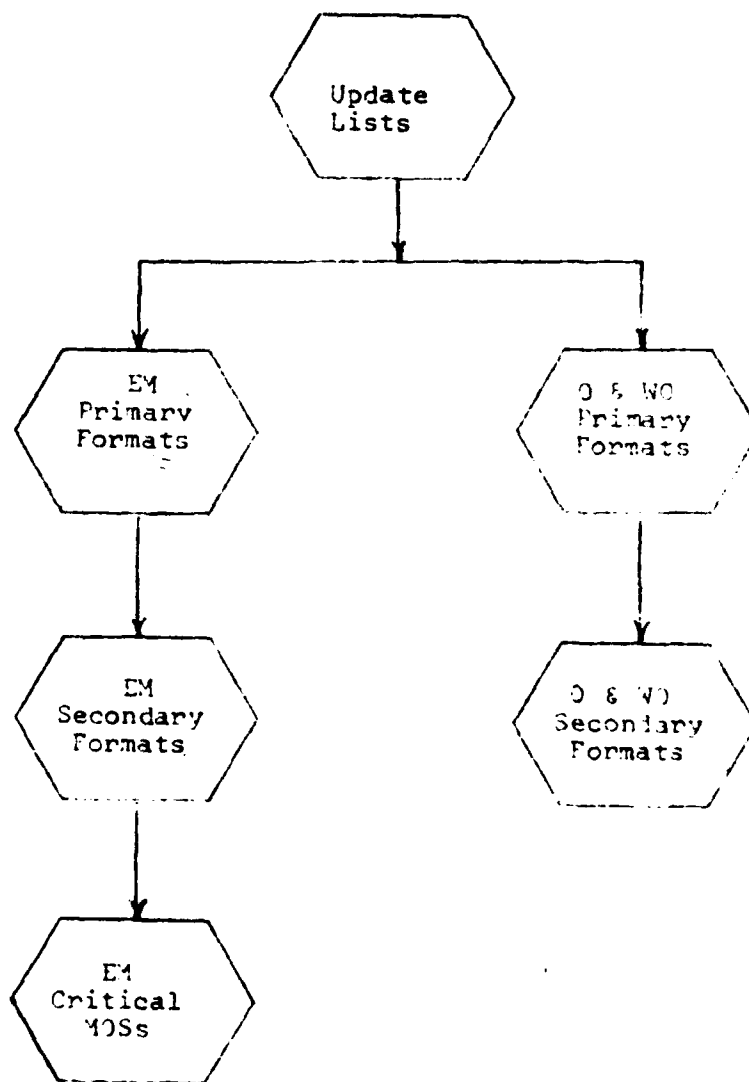 Update
Lists
EM
Primary
Formats
O & WO
Primary
Formats
EM
Secondary
Formats
O & WO
Secondary
Formats
EM
Critical
MOSs